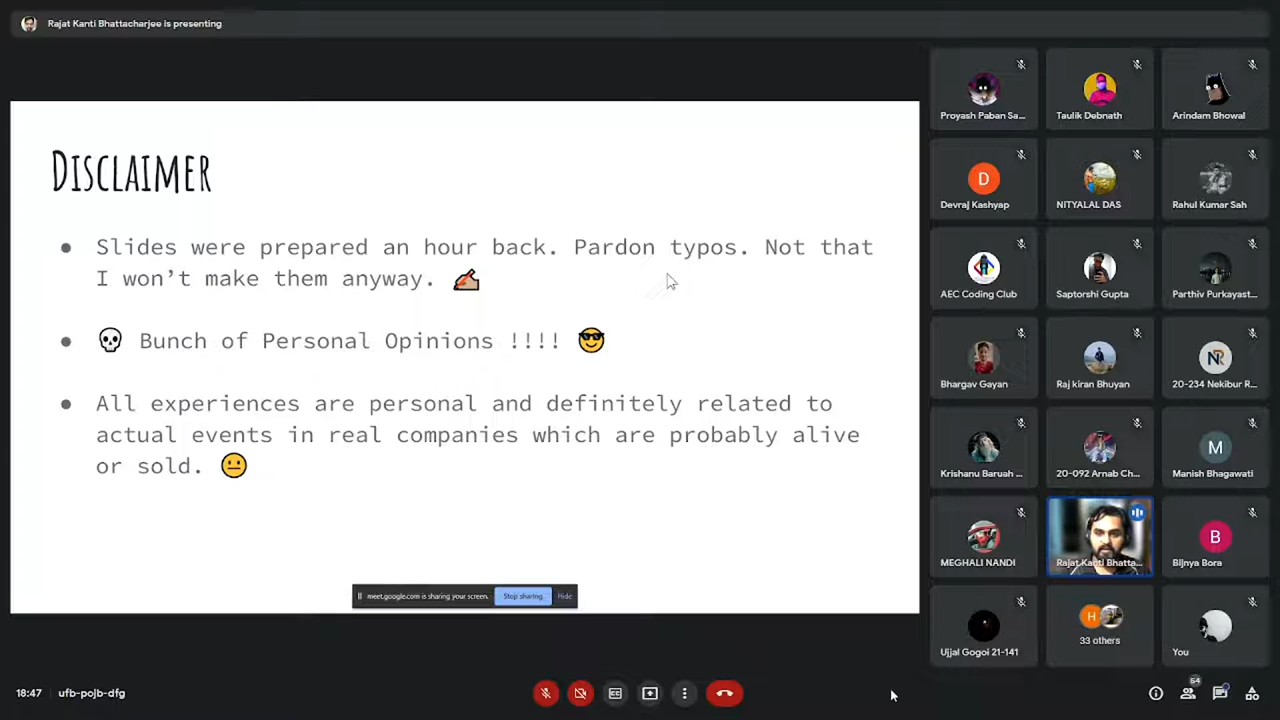 Rajat Kanti Bhattacharjee is presenting
Disclaimer
● Slides were prepared an hour back. Pardon typos. Not that
I won't make them anyway. ✍
● 💀 Bunch of Personal Opinions !!!! 😎
● All experiences are personal and definitely related to
actual events in real companies which are probably alive
or sold. 😐
meet.google.com is sharing your screen. Stop sharing Hide
Proyash Paban Sa...
Taulik Debnath
Arindam Bhowal
D
Devraj Kashyap
NITYALAL DAS
Rahul Kumar Sah
AEC Coding Club
Saptorshi Gupta
Parthiv Purkayast...
Bhargav Gayan
Raj kiran Bhuyan
NR
20-234 Nekibur R...
Krishanu Baruah ...
20-092 Arnab Ch...
M
Manish Bhagawati
MEGHALI NANDI
Rajat Kanti Bhatta...
B
Bijnya Bora
Ujjal Gogoi 21-141
H
33 others
You
18:47 ufb-pojb-dfg
64